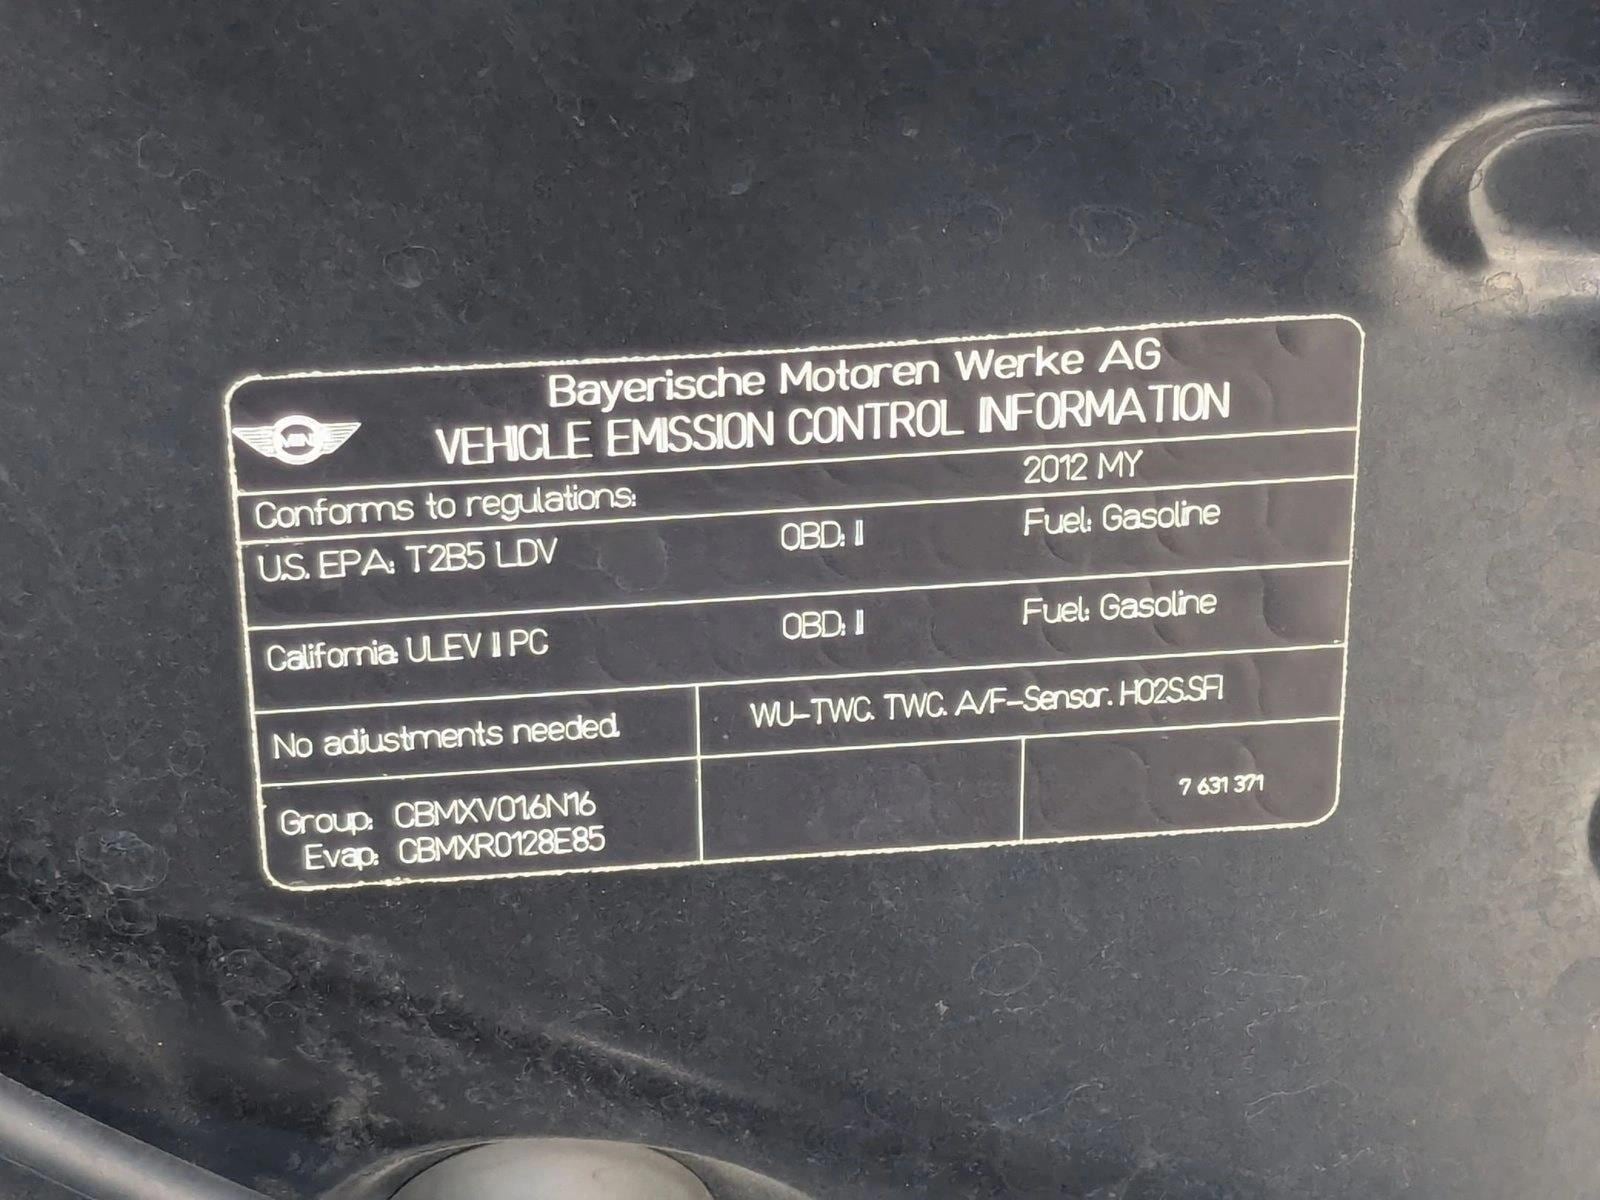 Bayerische Motoren Werke AG
MINI
VEHICLE EMISSION CONTROL INFORMATION
Conforms to regulations: 2012 MY
U.S. EPA: T2B5 LDV OBD: II Fuel: Gasoline
California: ULEV II PC OBD: II Fuel: Gasoline
No adjustments needed. WU-TWC. TWC. A/F-Sensor. HO2S.SFI
Group: CBMXV01.6N16
Evap: CBMXR0128E85
7 631 371